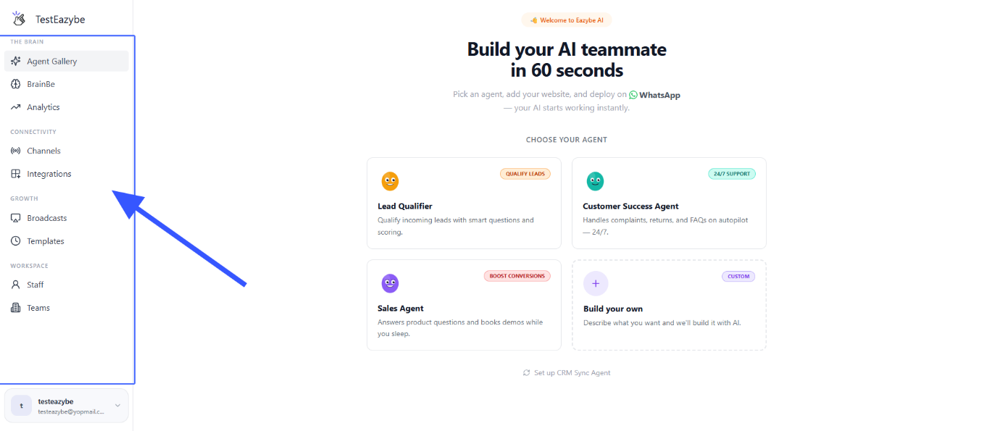 TestEazybe
THE BRAIN
Agent Gallery
BrainBe
Analytics
CONNECTIVITY
Channels
Integrations
GROWTH
Broadcasts
Templates
WORKSPACE
Staff
Teams
t
testeazybe
testeazybe@yopmail.c...
Welcome to Eazybe AI
Build your AI teammate
in 60 seconds
Pick an agent, add your website, and deploy on WhatsApp
— your AI starts working instantly.
CHOOSE YOUR AGENT
QUALIFY LEADS
Lead Qualifier
Qualify incoming leads with smart questions and
scoring.
24/7 SUPPORT
Customer Success Agent
Handles complaints, returns, and FAQs on autopilot
— 24/7.
BOOST CONVERSIONS
Sales Agent
Answers product questions and books demos while
you sleep.
CUSTOM
Build your own
Describe what you want and we'll build it with AI.
Set up CRM Sync Agent